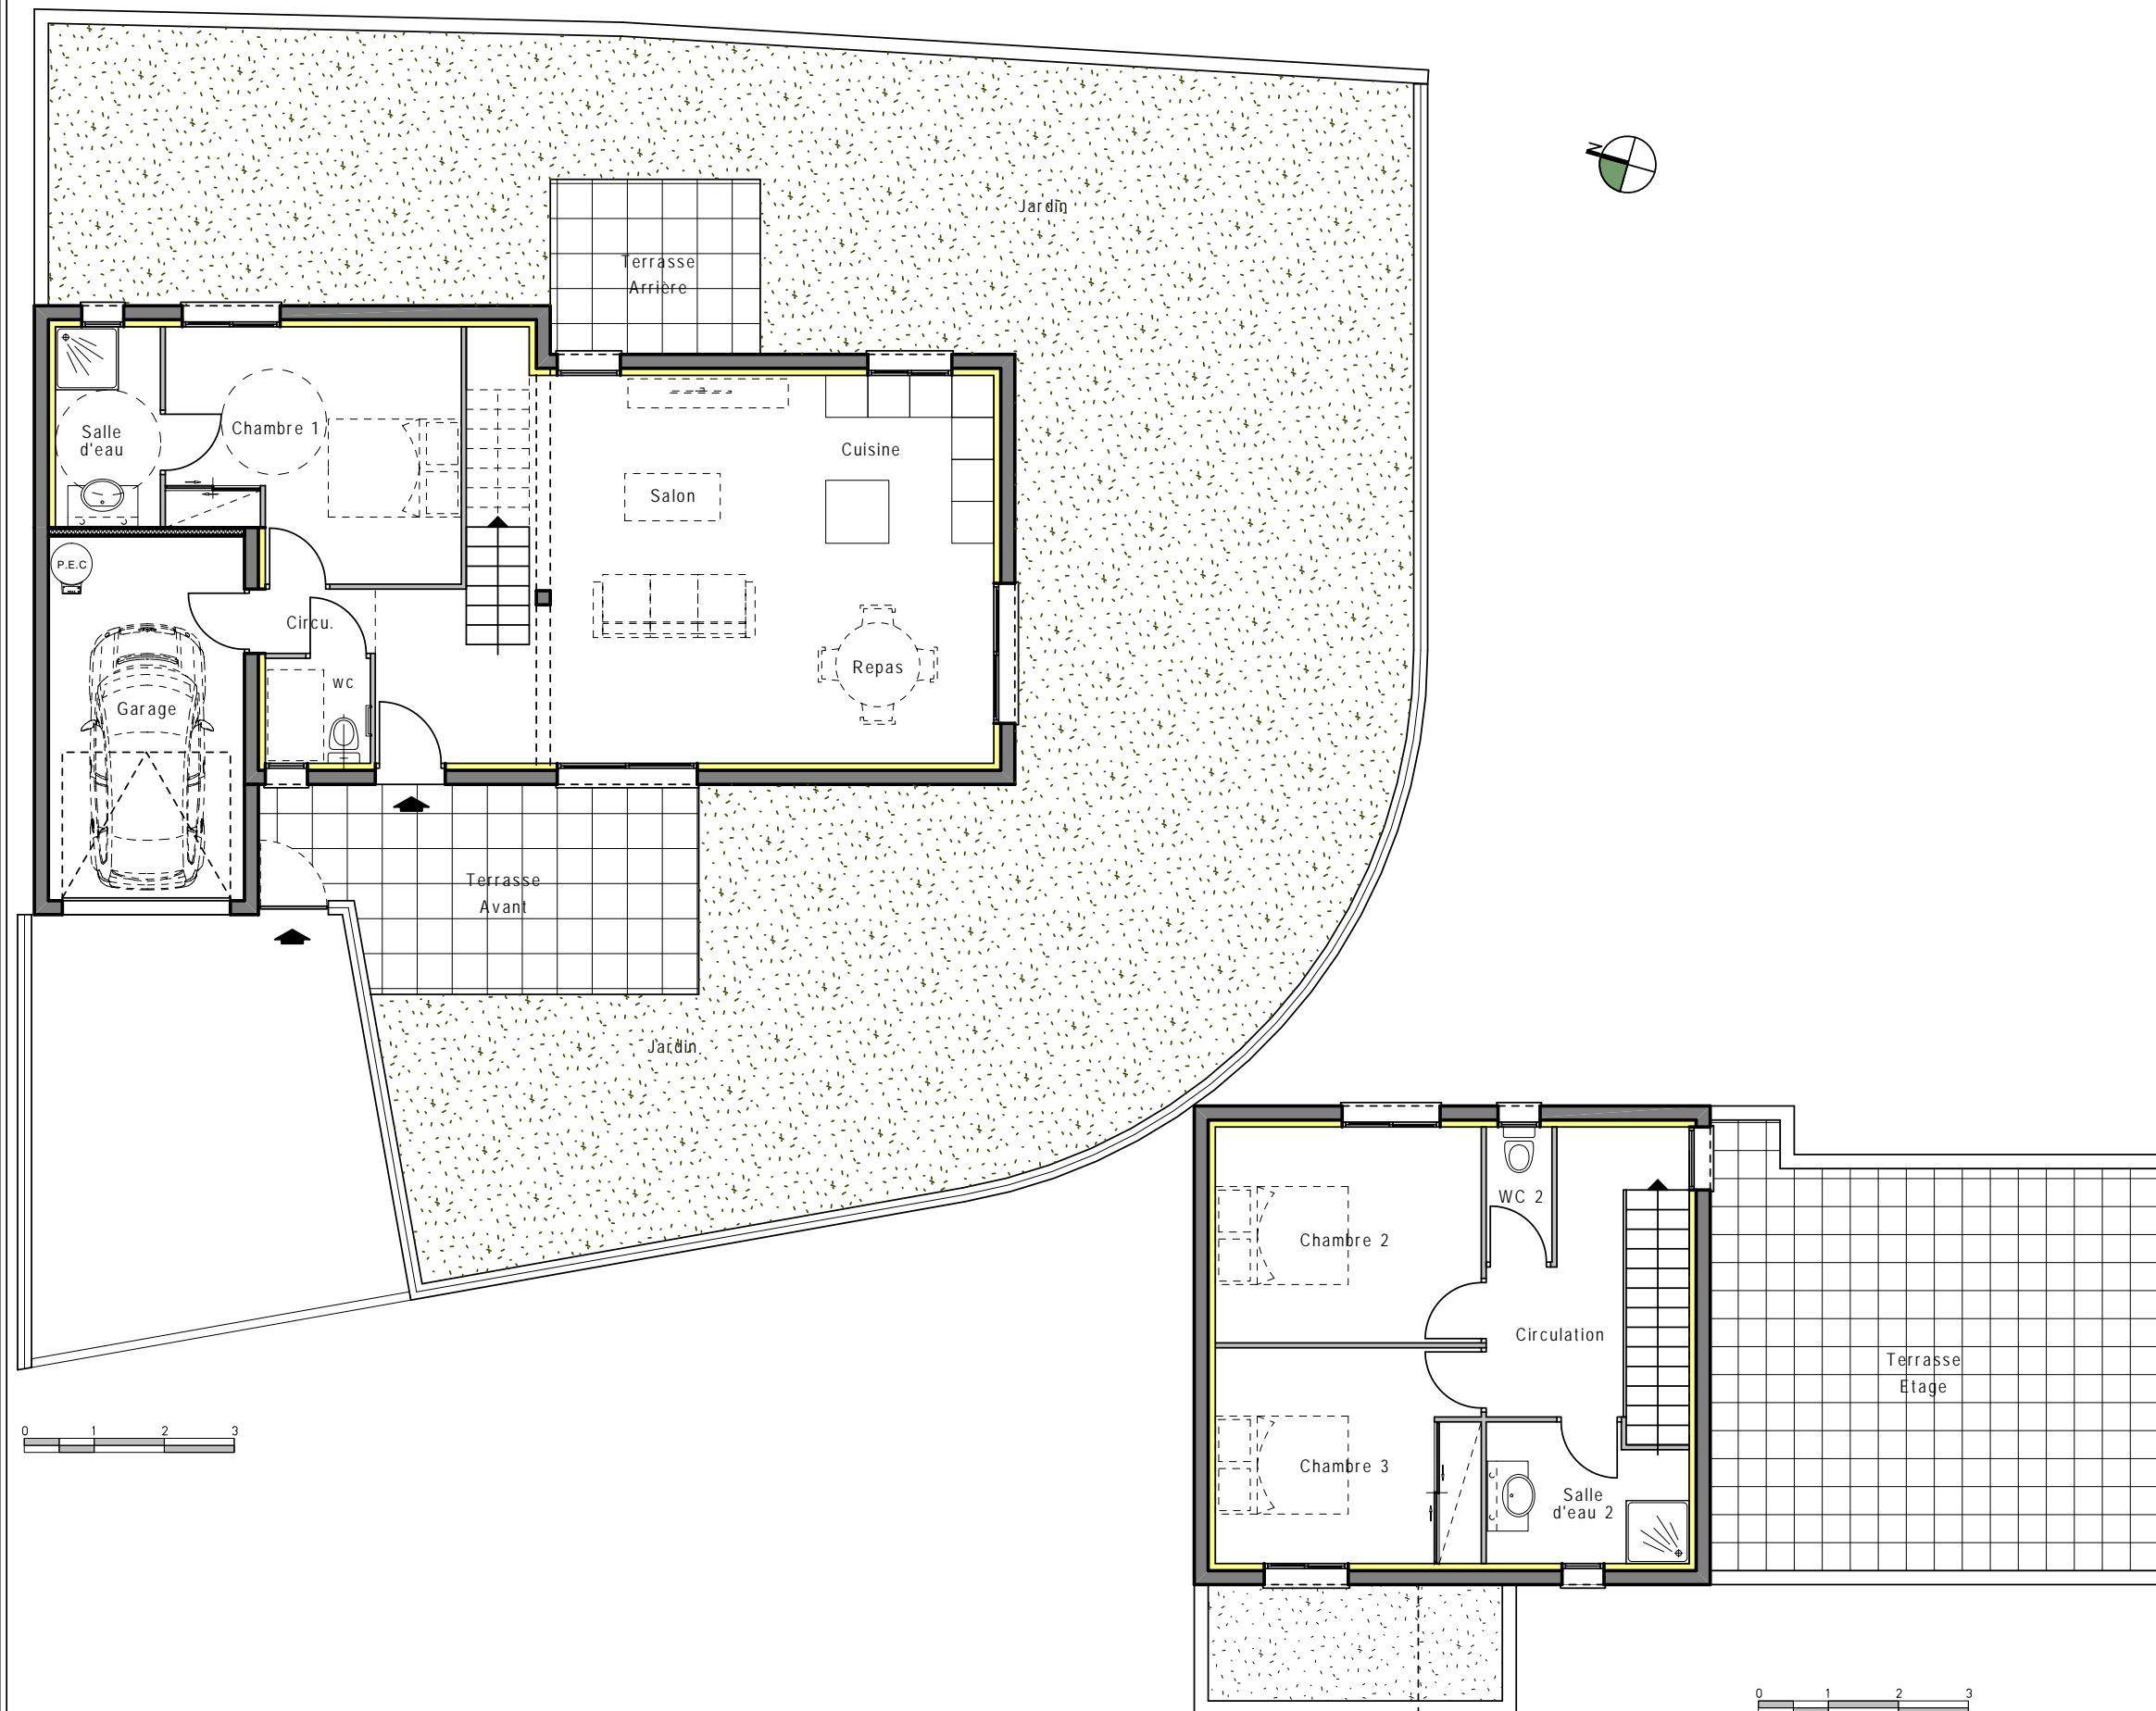 Jardin
N
Terrasse
Arrière
Salle
d'eau
Chambre 1
Cuisine
Salon
P.E.C
Circu.
Repas
WC
Garage
Terrasse
Avant
Jardin
WC 2
Chambre 2
Circulation
Terrasse
Etage
0 1 2 3
Chambre 3
Salle
d'eau 2
0 1 2 3